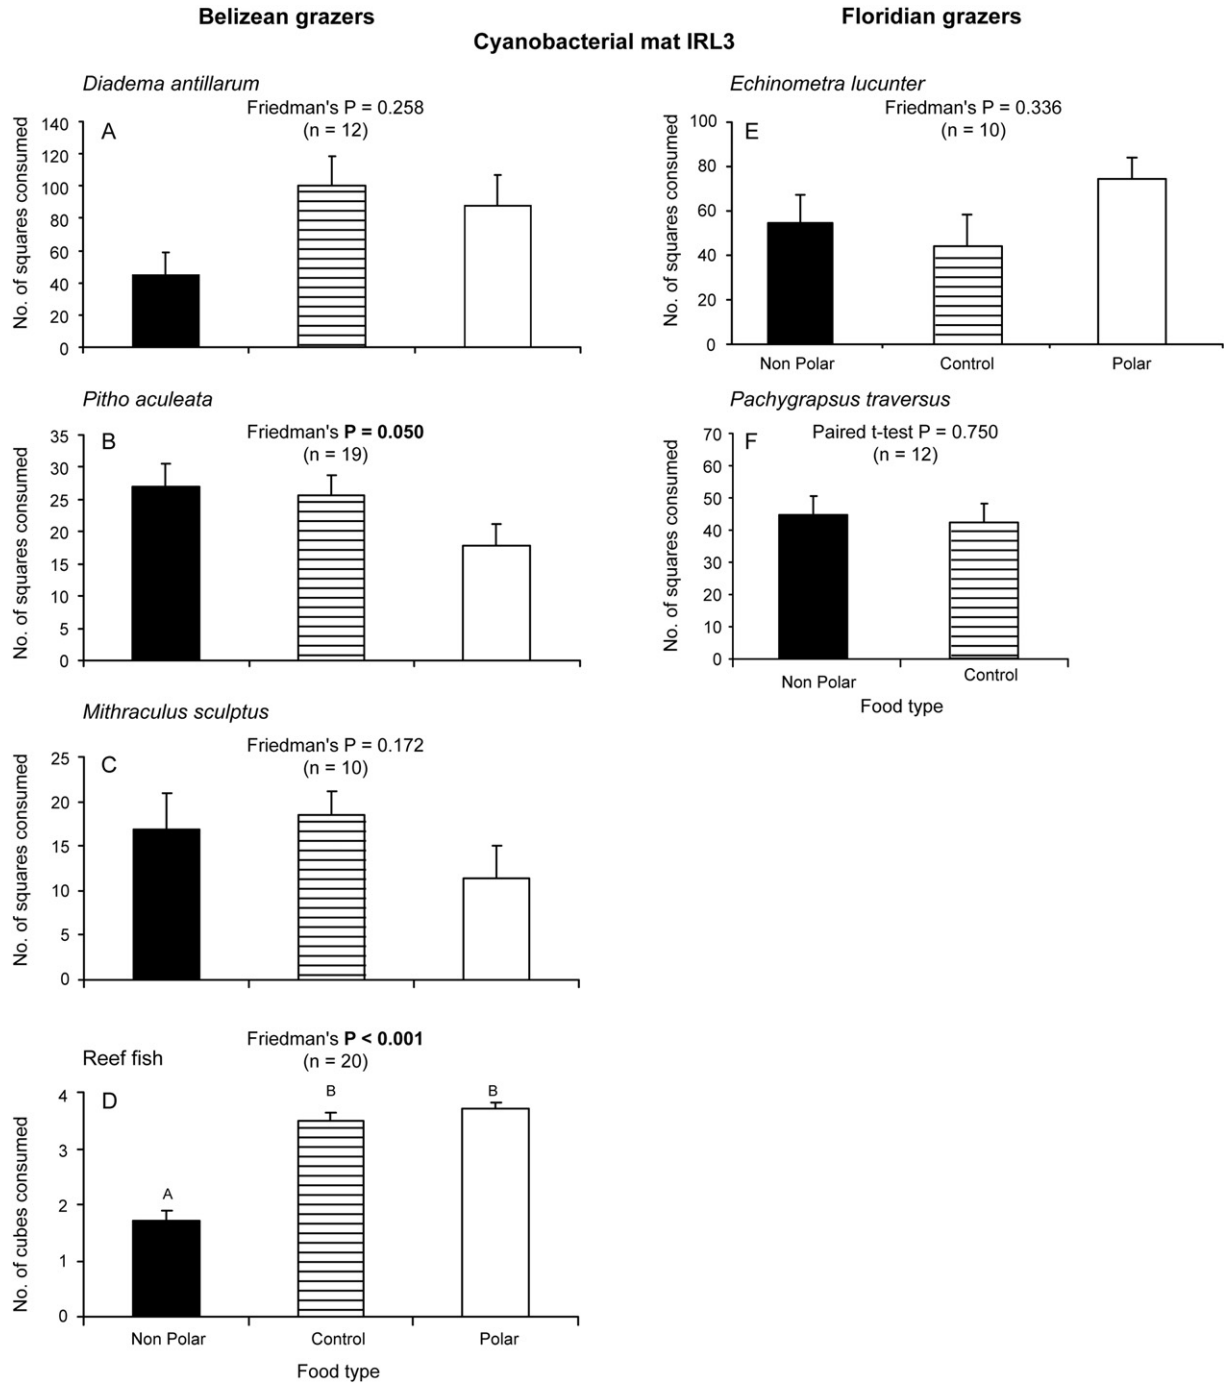 Belizean grazers
Floridian grazers
Cyanobacterial mat IRL3
Diadema antillarum
Friedman's P = 0.258
(n = 12)
A
No. of squares consumed
140
120
100
80
60
40
20
0
Pitho aculeata
Friedman's P = 0.050
(n = 19)
B
No. of squares consumed
35
30
25
20
15
10
5
0
Mithraculus sculptus
Friedman's P = 0.172
(n = 10)
C
No. of squares consumed
25
20
15
10
5
0
Reef fish
Friedman's P < 0.001
(n = 20)
D
No. of cubes consumed
4
3
2
1
0
A
B
B
Non Polar
Control
Polar
Food type
Echinometra lucunter
Friedman's P = 0.336
(n = 10)
E
No. of squares consumed
100
80
60
40
20
0
Non Polar
Control
Polar
Pachygrapsus traversus
Paired t-test P = 0.750
(n = 12)
F
No. of squares consumed
70
60
50
40
30
20
10
0
Non Polar
Control
Food type